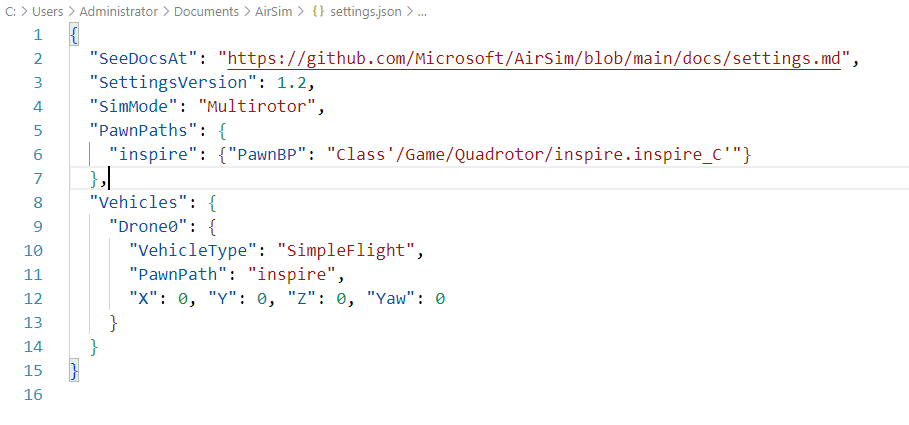 C: > Users > Administrator > Documents > AirSim > {} settings.json > ...
1 {
2 "SeeDocsAt": "https://github.com/Microsoft/AirSim/blob/main/docs/settings.md",
3 "SettingsVersion": 1.2,
4 "SimMode": "Multirotor",
5 "PawnPaths": {
6 "inspire": {"PawnBP": "Class'/Game/Quadrotor/inspire.inspire_C'"}
7 },
8 "Vehicles": {
9 "Drone0": {
10 "VehicleType": "SimpleFlight",
11 "PawnPath": "inspire",
12 "X": 0, "Y": 0, "Z": 0, "Yaw": 0
13 }
14 }
15 }
16